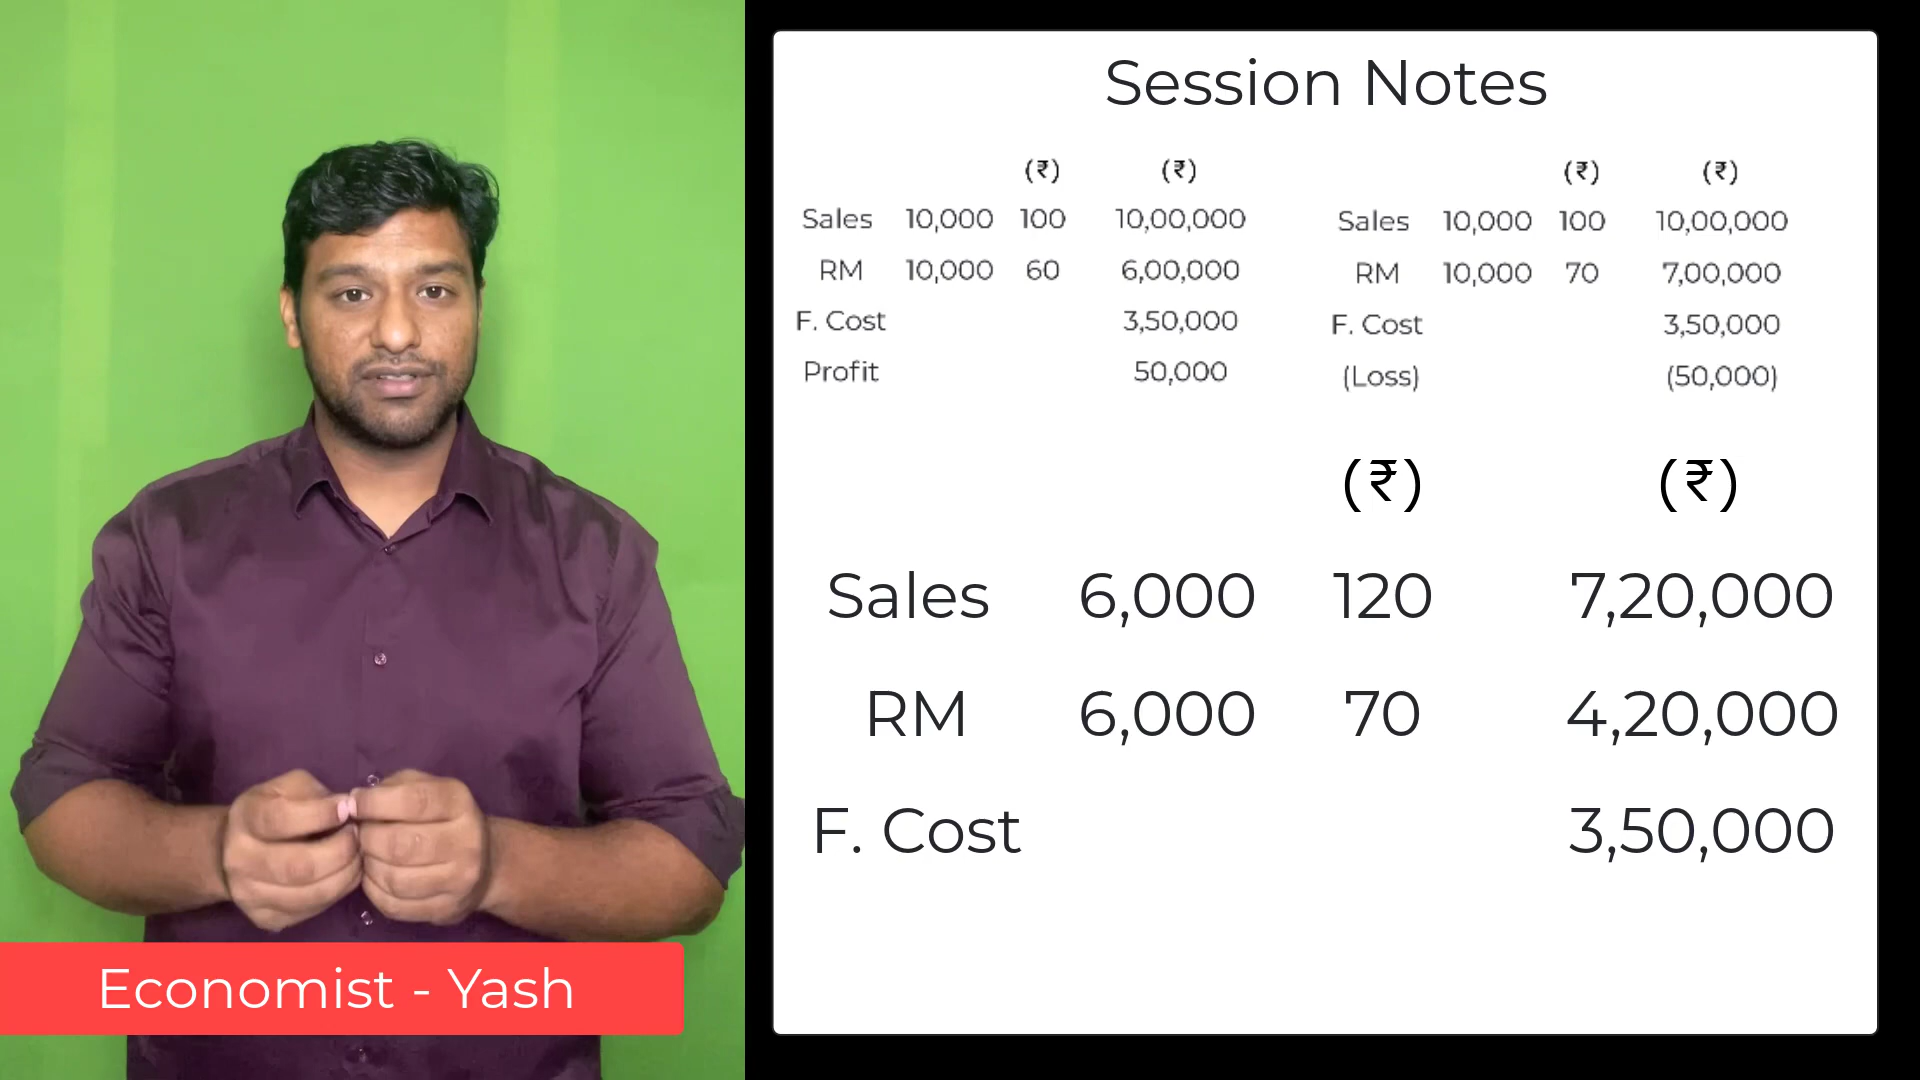 Session Notes
(₹) (₹)
Sales 10,000 100 10,00,000
RM 10,000 60 6,00,000
F. Cost 3,50,000
Profit 50,000
(₹) (₹)
Sales 10,000 100 10,00,000
RM 10,000 70 7,00,000
F. Cost 3,50,000
(Loss) (50,000)
(₹) (₹)
Sales 6,000 120 7,20,000
RM 6,000 70 4,20,000
F. Cost 3,50,000
Economist - Yash